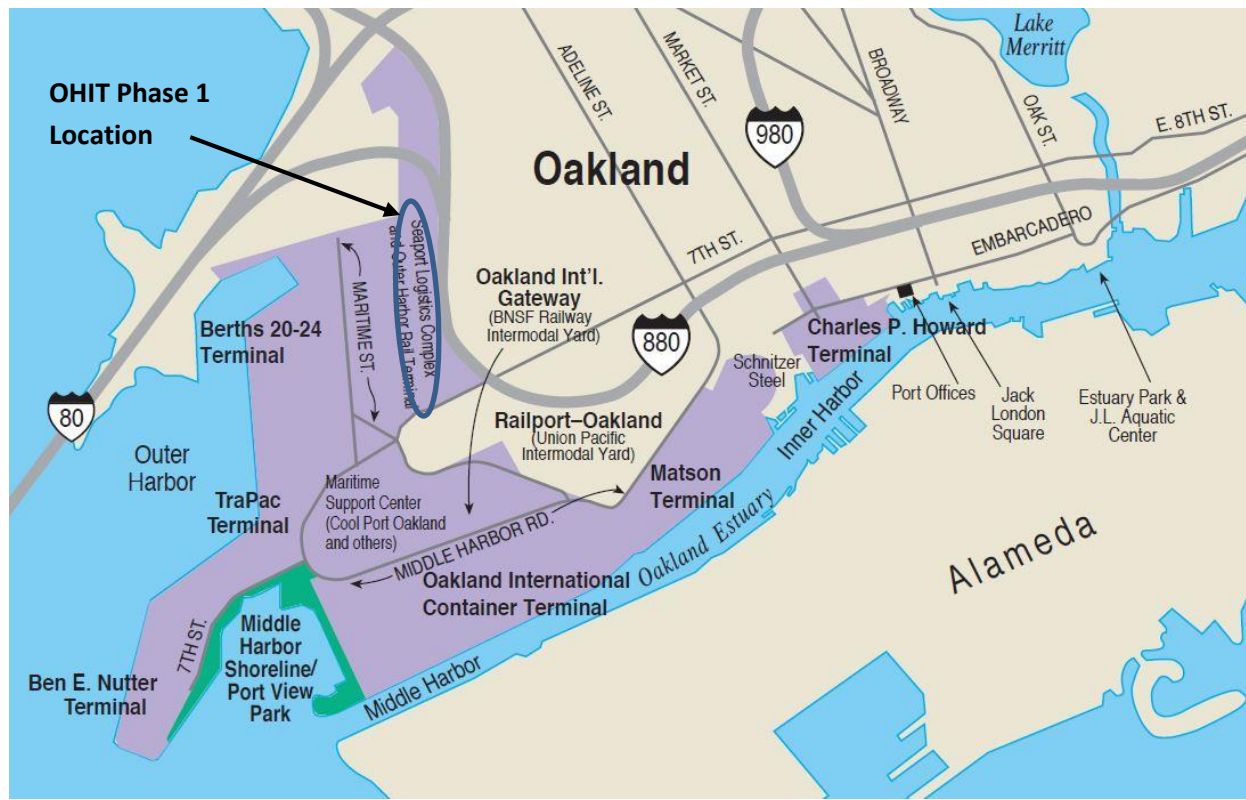 OHIT Phase 1
Location
Lake
Merritt
ADELINE ST.
MARKET ST.
BROADWAY
OAK ST.
E. 8TH ST.
980
Oakland
EMBARCADERO
7TH ST.
Seaport Logistics Complex
and Outer Harbor Rail Terminal
MARITIME ST.
Oakland Int'l.
Gateway
(BNSF Railway
Intermodal Yard)
Berths 20-24
Terminal
880
Charles P. Howard
Terminal
Schnitzer
Steel
Port Offices
Jack
London
Square
Estuary Park &
J.L. Aquatic
Center
80
Inner Harbor
Railport–Oakland
(Union Pacific
Intermodal Yard)
Outer
Harbor
Matson
Terminal
TraPac
Terminal
Maritime
Support Center
(Cool Port Oakland
and others)
MIDDLE HARBOR RD.
Oakland Estuary
Alameda
Oakland International
Container Terminal
7TH ST.
Middle
Harbor
Shoreline/
Port View
Park
Middle Harbor
Ben E. Nutter
Terminal